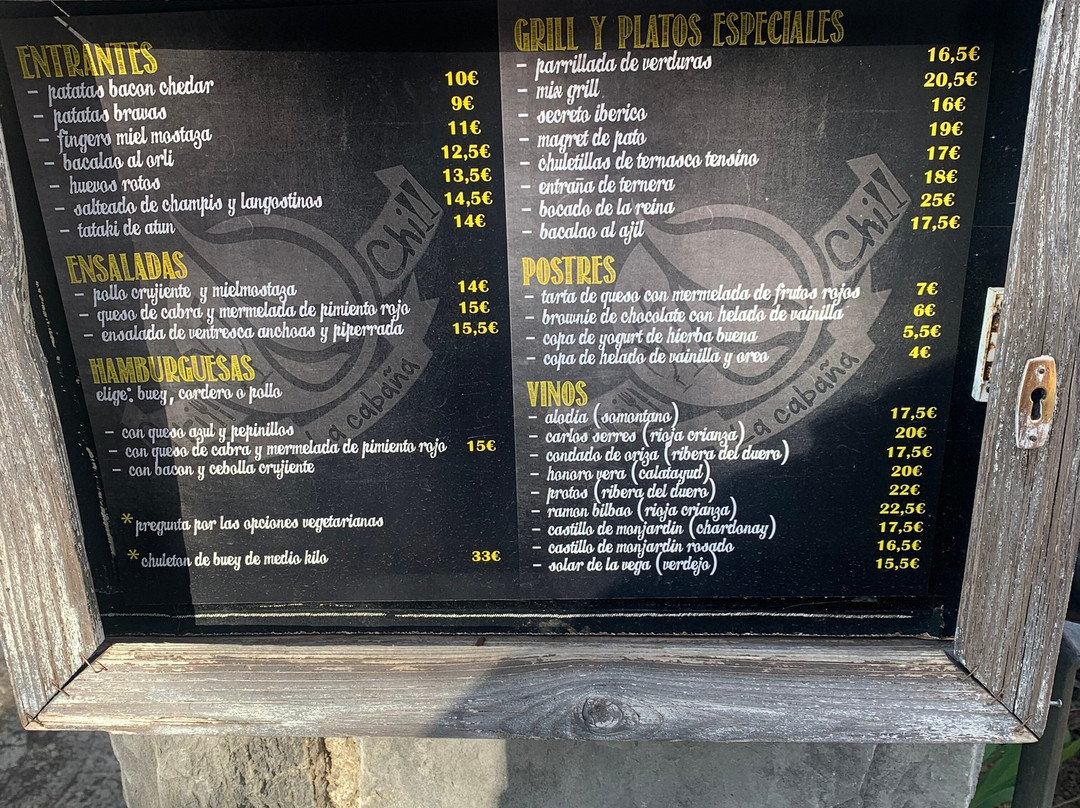 ENTRANTES
- patatas bacon chedar 10€
- patatas bravas 9€
- fingers miel mostaza 11€
- bacalao al orli 12,5€
- huevos rotos 13,5€
- salteado de champis y langostinos 14,5€
- tataki de atun 14€
ENSALADAS
- pollo crujiente y mielmostaza 14€
- queso de cabra y mermelada de pimiento rojo 15€
- ensalada de ventresca anchoas y piperrada 15,5€
HAMBURGUESAS
elige: buey, cordero o pollo
- con queso azul y pepinillos
- con queso de cabra y mermelada de pimiento rojo 15€
- con bacon y cebolla crujiente
*pregunta por las opciones vegetarianas
*chuleton de buey de medio kilo 33€
GRILL Y PLATOS ESPECIALES
- parrillada de verduras 16,5€
- mix grill 20,5€
- secreto iberico 16€
- magret de pato 19€
- chuletillas de ternasco tensino 17€
- entraña de ternera 18€
- bocado de la reina 25€
- bacalao al ajil 17,5€
POSTRES
- tarta de queso con mermelada de frutos rojos 7€
- brownie de chocolate con helado de vainilla 6€
- copa de yogurt de hierba buena 5,5€
- copa de helado de vainilla y oreo 4€
VINOS
- alodia (somontano) 17,5€
- carlos serres (rioja crianza) 20€
- condado de oriza (ribera del duero) 17,5€
- honoro vera (calatayud) 20€
- protos (ribera del duero) 22€
- ramon bilbao (rioja crianza) 22,5€
- castillo de monjardin (chardonay) 17,5€
- castillo de monjardin rosado 16,5€
- solar de la vega (verdejo) 15,5€
Chill
la cabaña
Chill
La cabaña